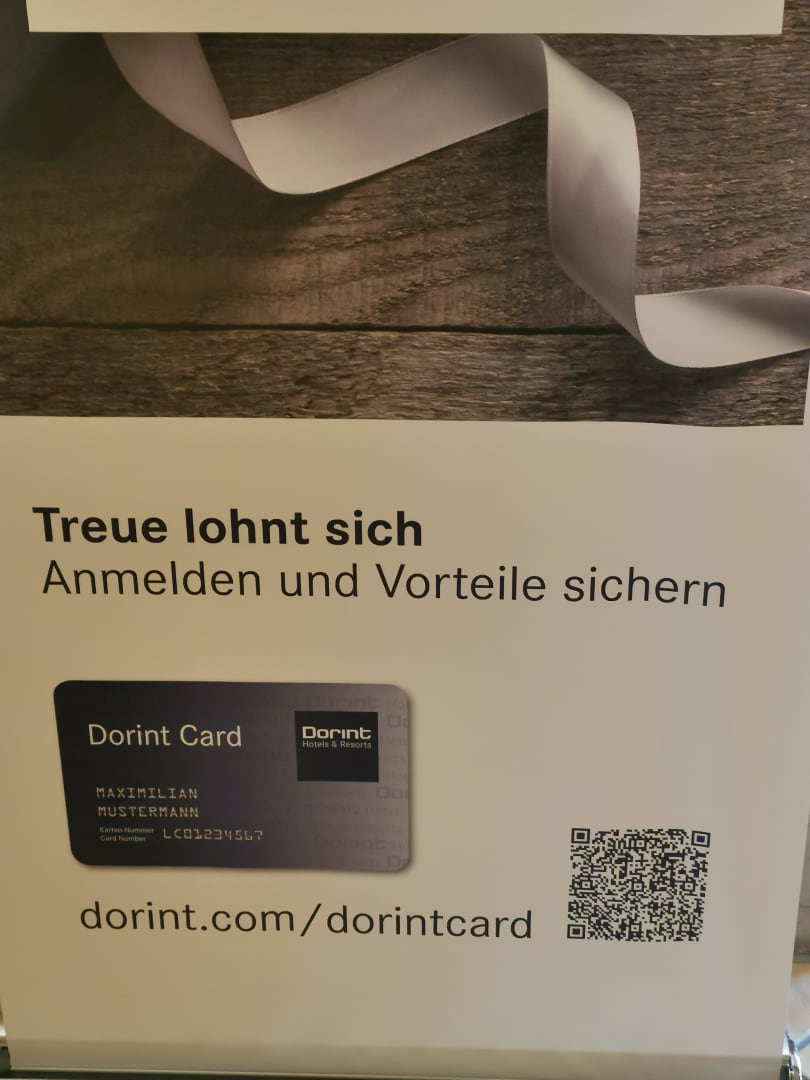 Treue lohnt sich
Anmelden und Vorteile sichern
Dorint Card
Dorint
Hotels & Resorts
MAXIMILIAN
MUSTERMANN
Karten-Nummer
Card Number
LC01234567
dorint.com/dorintcard